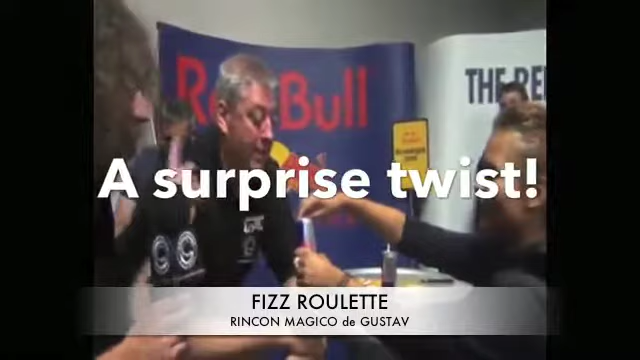 Red Bull
THE RE
A surprise twist!
FIZZ ROULETTE
RINCON MAGICO de GUSTAV